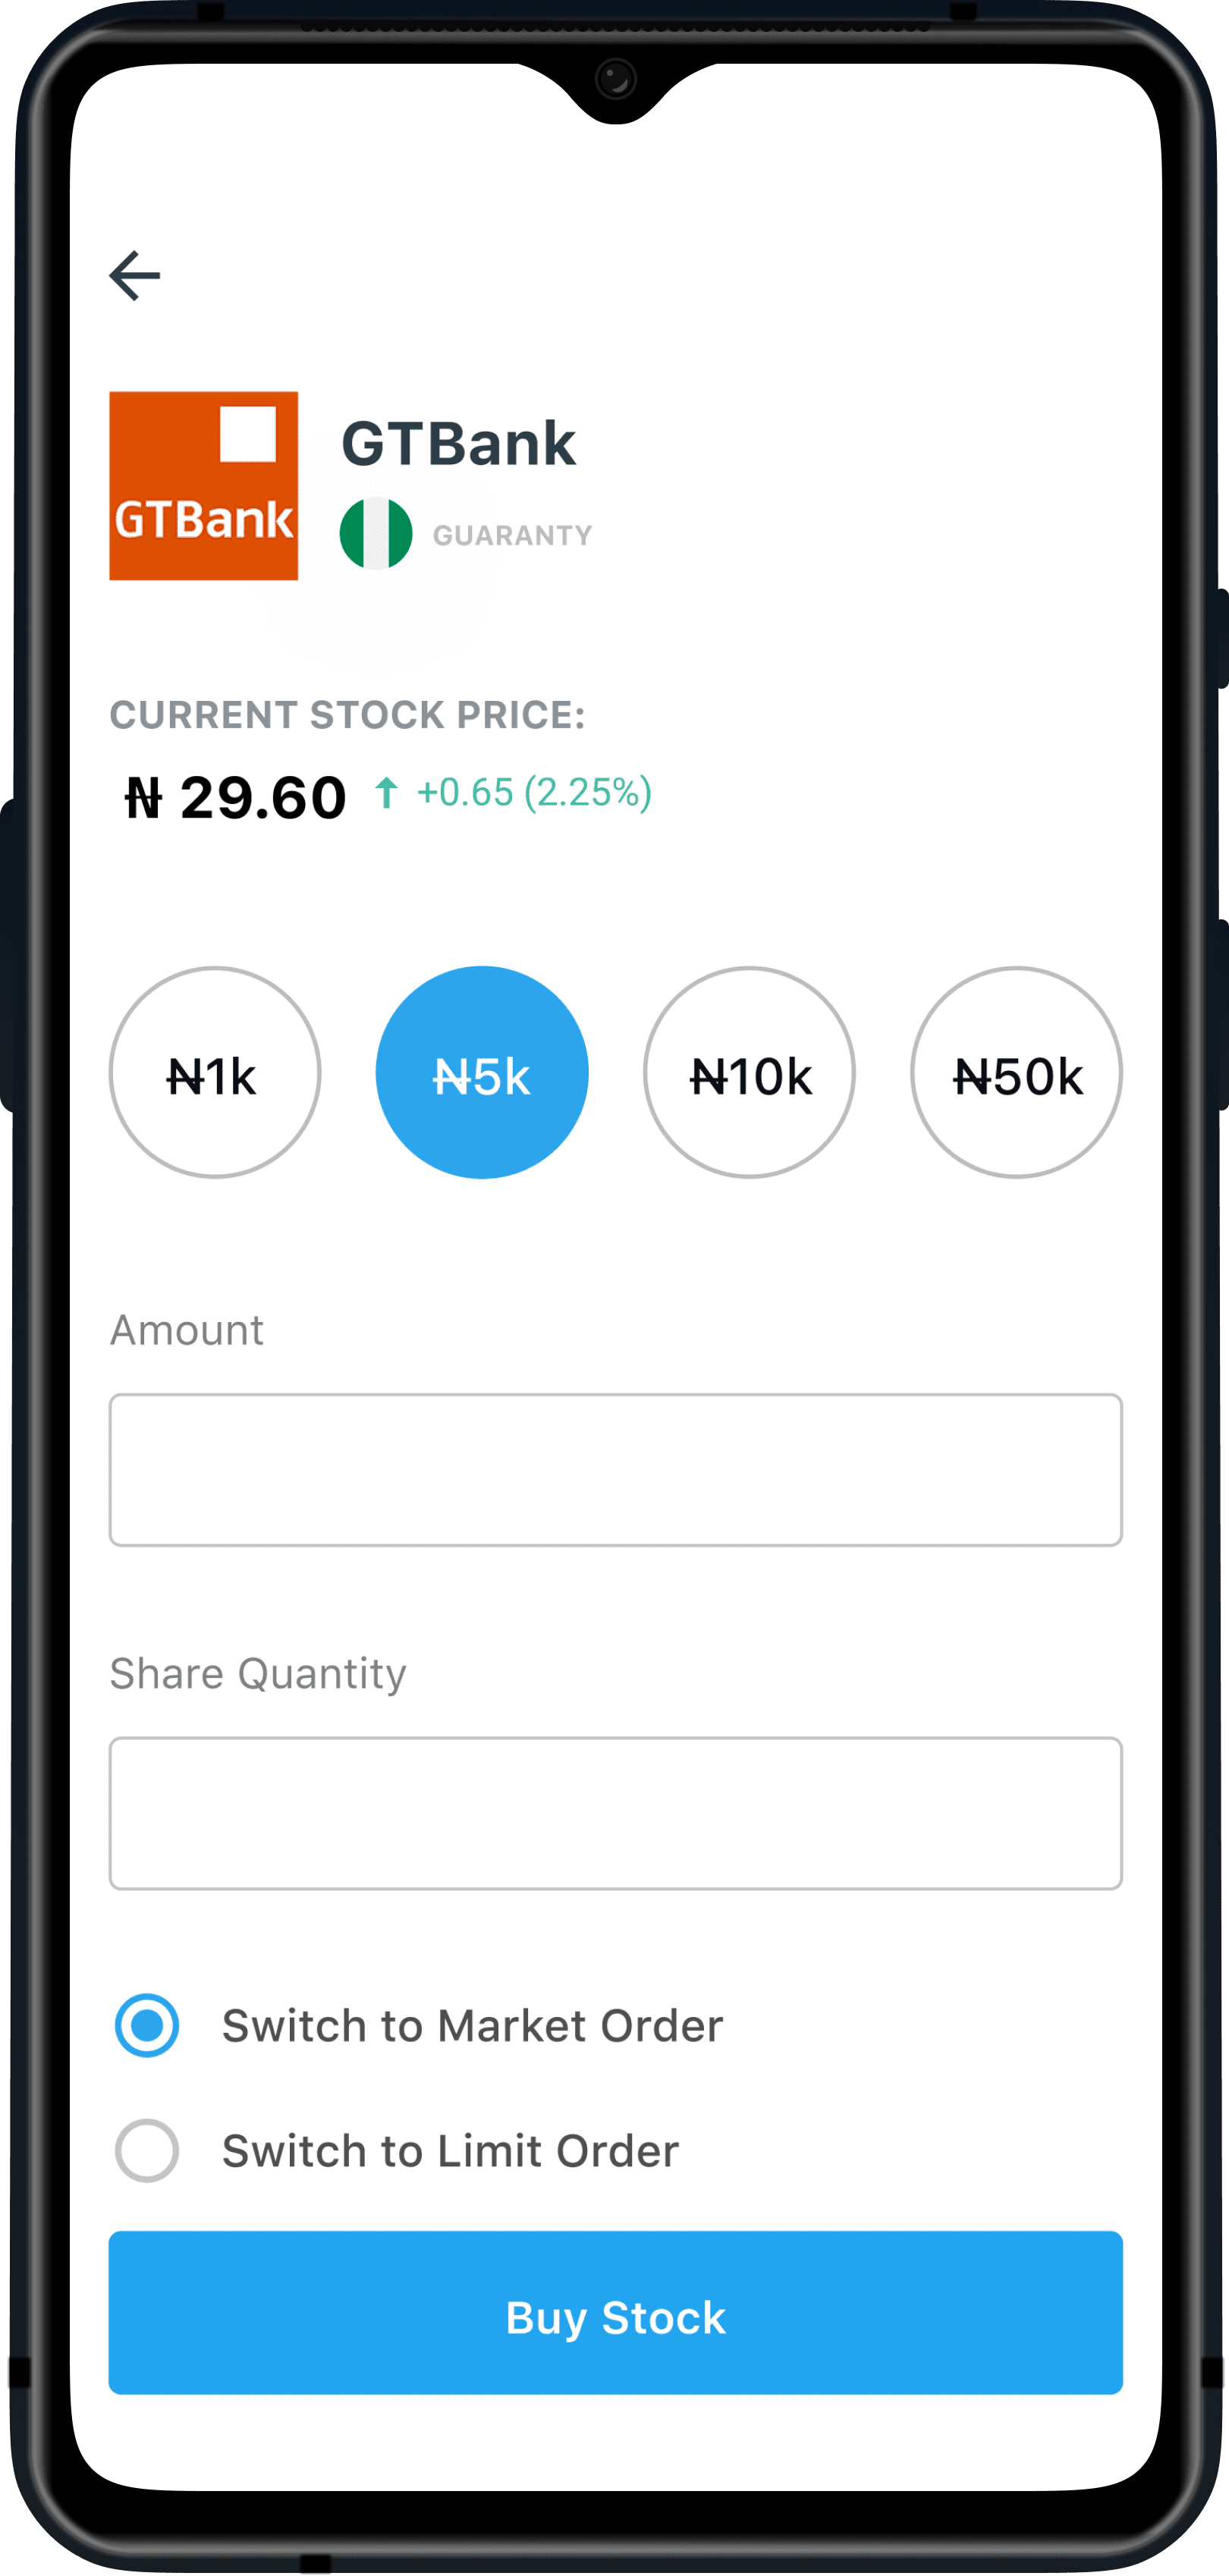 GTBank
GTBank
GUARANTY
CURRENT STOCK PRICE:
₦ 29.60 ↑ +0.65 (2.25%)
₦1k ₦5k ₦10k ₦50k
Amount
Share Quantity
Switch to Market Order
Switch to Limit Order
Buy Stock